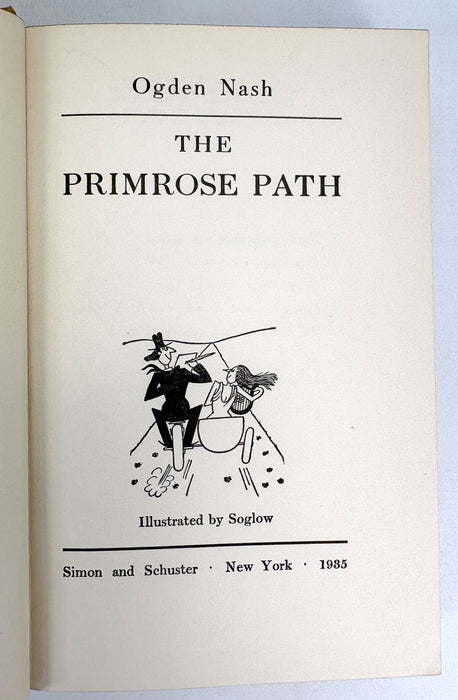 Ogden Nash
THE
PRIMROSE PATH
Illustrated by Soglow
Simon and Schuster · New York · 1935